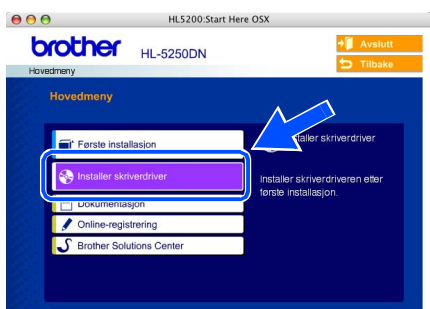 HL5200:Start Here OSX
brother
HL-5250DN
Avslutt
Tilbake
Hovedmeny
Hovedmeny
Første installasjon
Installer skriverdriver
Dokumentasjon
Online-registrering
Brother Solutions Center
skriverdriver
Installer skriverdriveren etter
første installasjon.